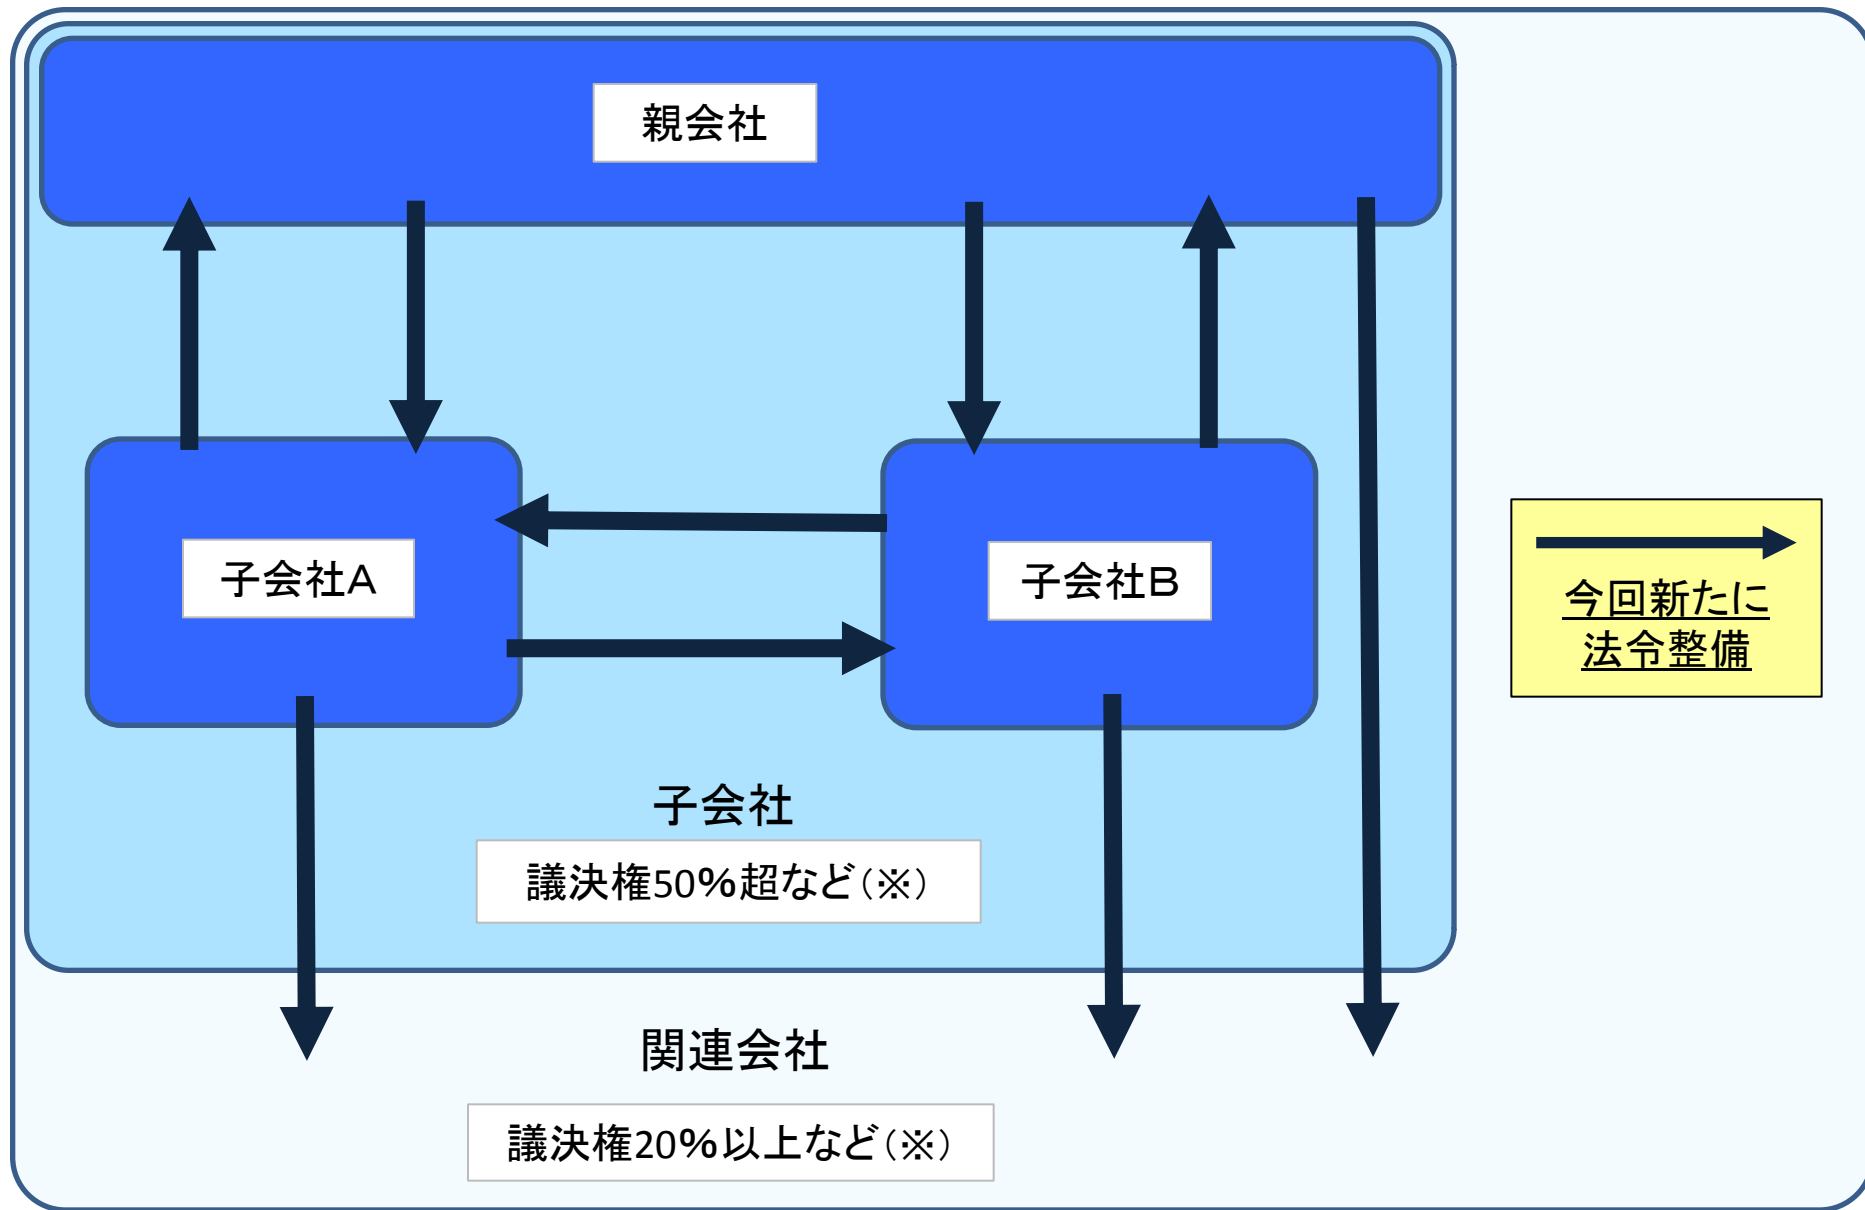 親会社
子会社A
子会社B
今回新たに
法令整備
子会社
議決権50%超など（※）
関連会社
議決権20%以上など（※）